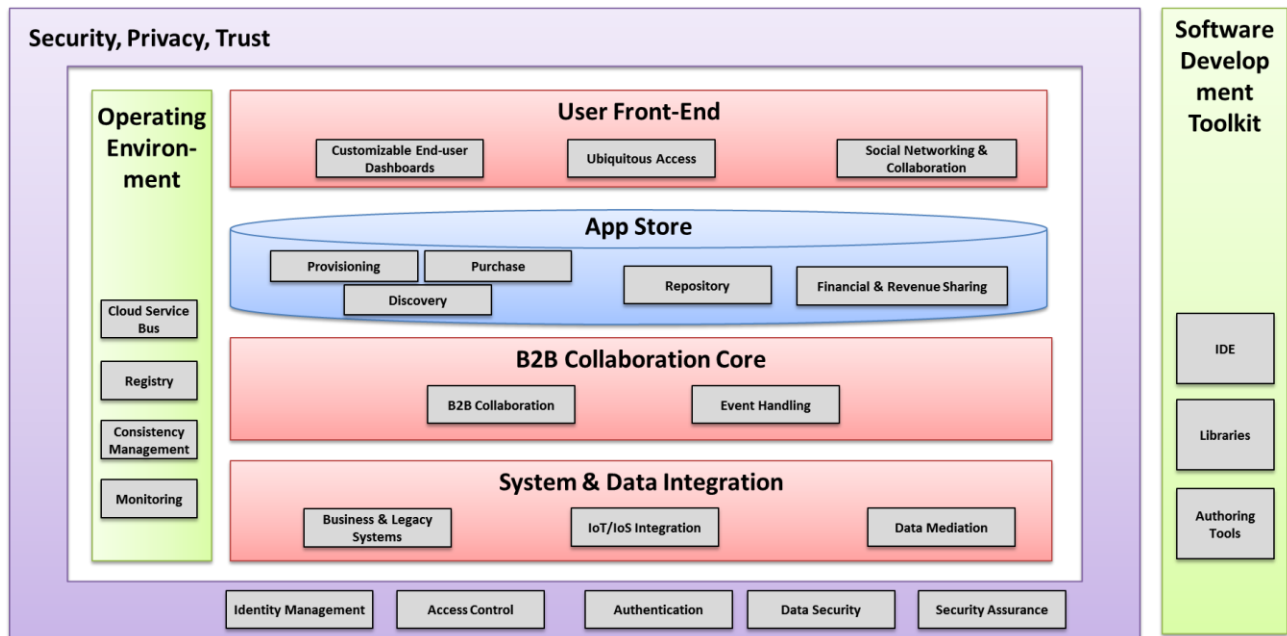 Security, Privacy, Trust
Operating
Environ-
ment
Cloud Service
Bus
Registry
Consistency
Management
Monitoring
User Front-End
Customizable End-user
Dashboards
Ubiquitous Access
Social Networking &
Collaboration
App Store
Provisioning
Purchase
Discovery
Repository
Financial & Revenue Sharing
B2B Collaboration Core
B2B Collaboration
Event Handling
System & Data Integration
Business & Legacy
Systems
IoT/IoS Integration
Data Mediation
Identity Management
Access Control
Authentication
Data Security
Security Assurance
Software
Develop
ment
Toolkit
IDE
Libraries
Authoring
Tools